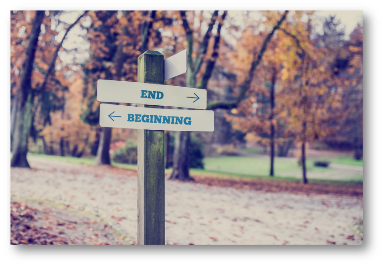 END →
← BEGINNING